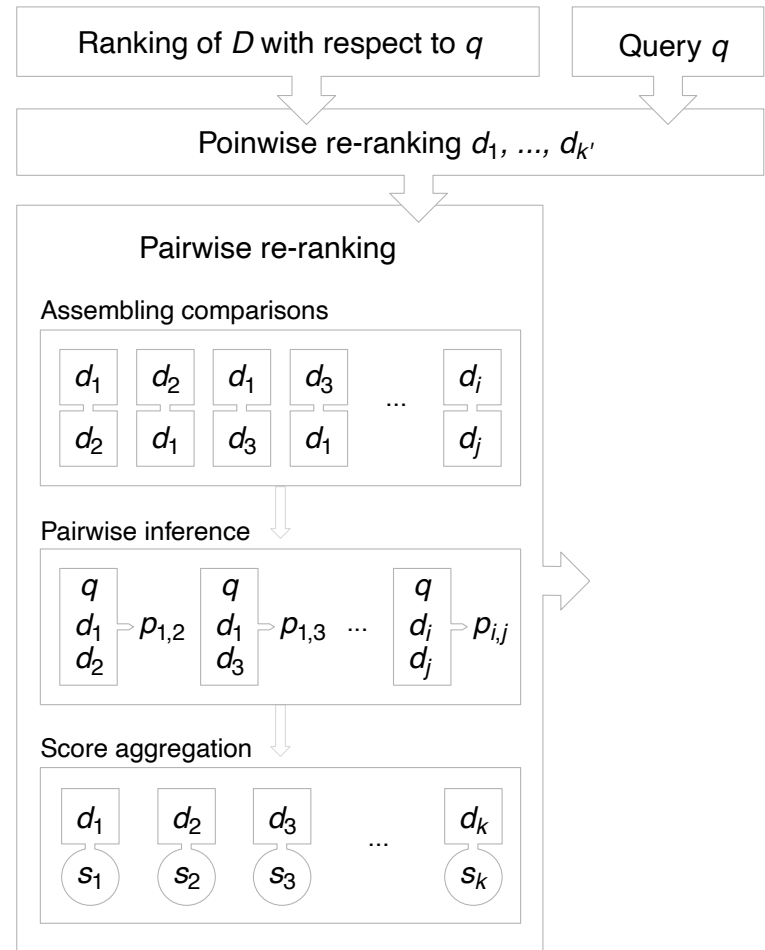 Ranking of D with respect to q
Query q
Poinwise re-ranking d1, ..., dk'
Pairwise re-ranking
Assembling comparisons
d1 d2 d1 d3 ... di
d2 d1 d3 d1 dj
Pairwise inference
q q q
d1 p1,2 d1 p1,3 ... di pi,j
d2 d3 dj
Score aggregation
d1 d2 d3 ... dk
s1 s2 s3 sk